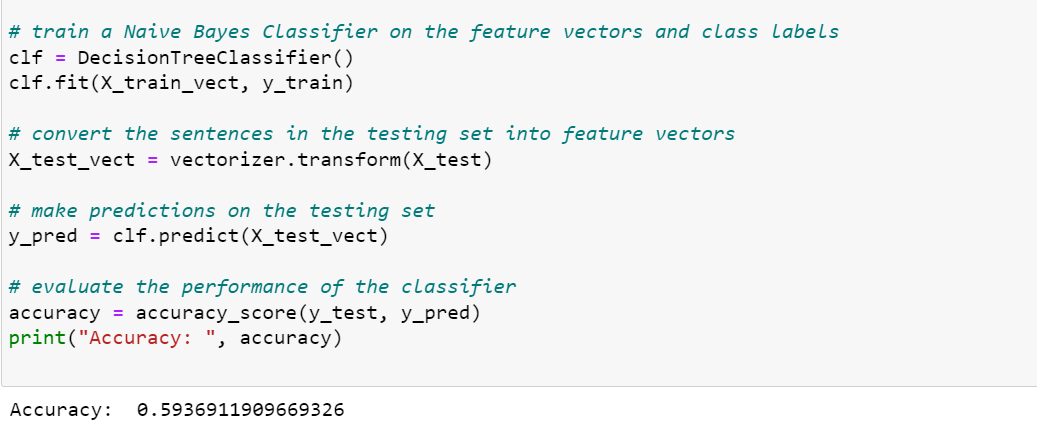 # train a Naive Bayes Classifier on the feature vectors and class labels
clf = DecisionTreeClassifier()
clf.fit(X_train_vect, y_train)
# convert the sentences in the testing set into feature vectors
X_test_vect = vectorizer.transform(X_test)
# make predictions on the testing set
y_pred = clf.predict(X_test_vect)
# evaluate the performance of the classifier
accuracy = accuracy_score(y_test, y_pred)
print("Accuracy: ", accuracy)
Accuracy:  0.5936911909669326